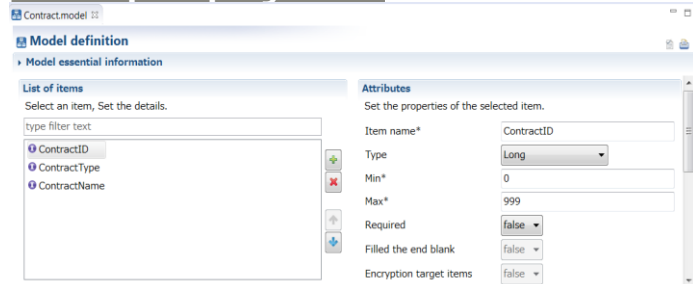 Contract.model
Model definition
Model essential information
List of items
Select an item, Set the details.
type filter text
ContractID
ContractType
ContractName
Attributes
Set the properties of the selected item.
Item name* ContractID
Type Long
Min* 0
Max* 999
Required false
Filled the end blank false
Encryption target items false